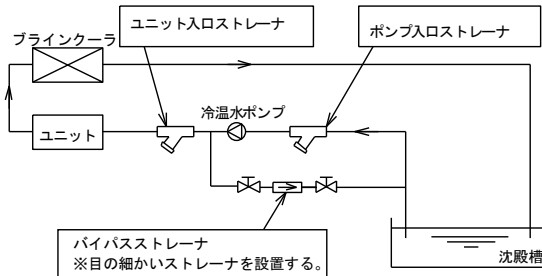 ユニット入口ストレーナ
ポンプ入口ストレーナ
ブラインクーラ
冷温水ポンプ
ユニット
バイパスストレーナ
※目の細かいストレーナを設置する。
沈殿槽